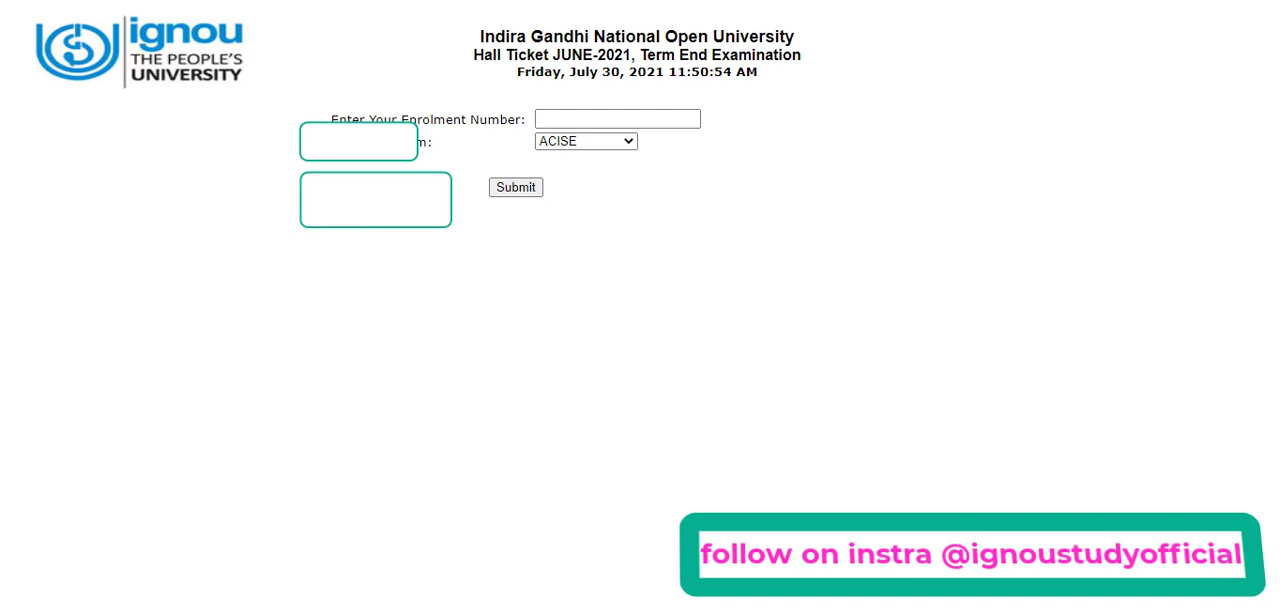 ignou
THE PEOPLE'S
UNIVERSITY
Indira Gandhi National Open University
Hall Ticket JUNE-2021, Term End Examination
Friday, July 30, 2021 11:50:54 AM
Enter Your Enrolment Number:
m: ACISE
Submit
follow on instra @ignoustudyofficial